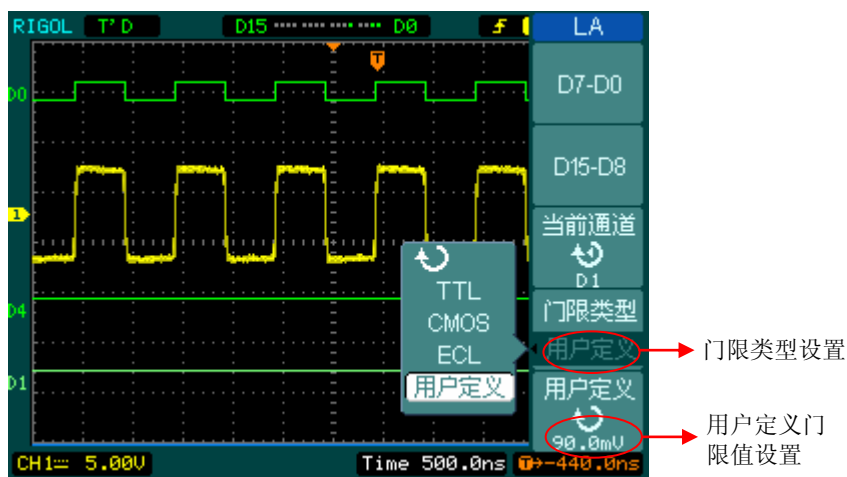 RIGOL T'D D15 D0 LA
D7-D0
D0
D15-D8
1
当前通道
D1
TTL
CMOS
ECL
用户定义
D4
门限类型
用户定义
门限类型设置
D1
用户定义
90.0mV
用户定义门
限值设置
CH1 5.00V Time 500.0ns T→-440.0ns
T